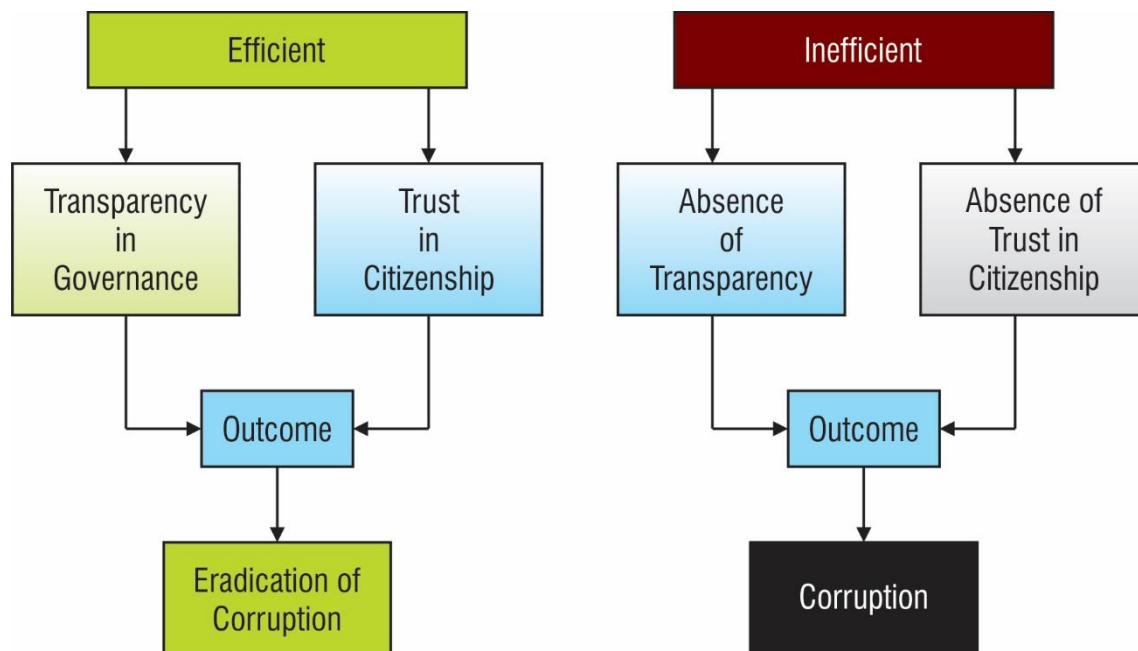 Efficient
Inefficient
Transparency
in
Governance
Trust
in
Citizenship
Absence
of
Transparency
Absence of
Trust in
Citizenship
Outcome
Outcome
Eradication of
Corruption
Corruption